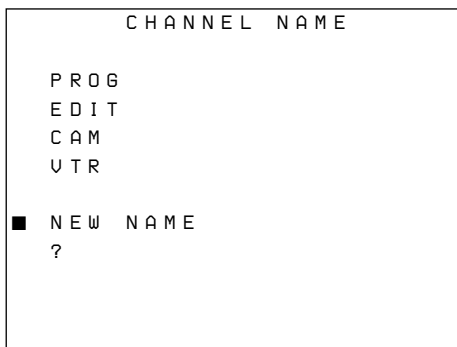 CHANNEL NAME
PROG
EDIT
CAM
VTR
■ NEW NAME
?